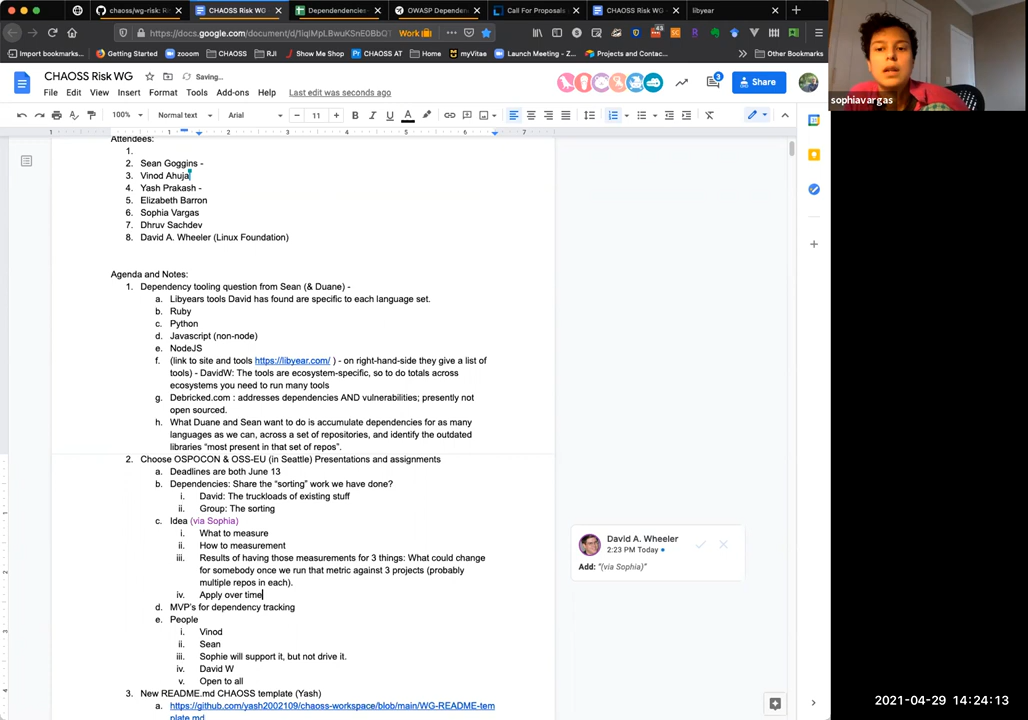 chaoss/wg-risk: Ri
CHAOSS Risk WG -
Dependendencies-
OWASP Dependen
Call For Proposals
CHAOSS Risk WG -
libyear
https://docs.google.com/document/d/
Work
Import bookmarks...
Getting Started
CHAOSS
zooom
RJI
Show Me Shop
CHAOSS AT
Home
myVitae
Launch Meeting - Z...
Projects and Contac...
Other Bookmarks
CHAOSS Risk WG
Saving...
File Edit View Insert Format Tools Add-ons Help
Last edit was seconds ago
3
Share
100%
Normal text
Arial
11
B I U A
sophiavargas
Attendees:
1.
2. Sean Goggins -
3. Vinod Ahuja
4. Yash Prakash -
5. Elizabeth Barron
6. Sophia Vargas
7. Dhruv Sachdev
8. David A. Wheeler (Linux Foundation)
Agenda and Notes:
1. Dependency tooling question from Sean (& Duane) -
a. Libyears tools David has found are specific to each language set.
b. Ruby
c. Python
d. Javascript (non-node)
e. NodeJS
f. (link to site and tools https://libyear.com/ ) - on right-hand-side they give a list of
tools) - DavidW: The tools are ecosystem-specific, so to do totals across
ecosystems you need to run many tools
g. Debricked.com : addresses dependencies AND vulnerabilities; presently not
open sourced.
h. What Duane and Sean want to do is accumulate dependencies for as many
languages as we can, across a set of repositories, and identify the outdated
libraries “most present in that set of repos”.
2. Choose OSPOCON & OSS-EU (in Seattle) Presentations and assignments
a. Deadlines are both June 13
b. Dependencies: Share the “sorting” work we have done?
i. David: The truckloads of existing stuff
ii. Group: The sorting
c. Idea (via Sophia)
i. What to measure
ii. How to measurement
iii. Results of having those measurements for 3 things: What could change
for somebody once we run that metric against 3 projects (probably
multiple repos in each).
iv. Apply over time
d. MVP's for dependency tracking
e. People
i. Vinod
ii. Sean
iii. Sophie will support it, but not drive it.
iv. David W
v. Open to all
3. New README.md CHAOSS template (Yash)
a. https://github.com/yash2002109/chaoss-workspace/blob/main/WG-README-tem
plate.md
David A. Wheeler
2:23 PM Today
Add: “(via Sophia)”
2021-04-29 14:24:13